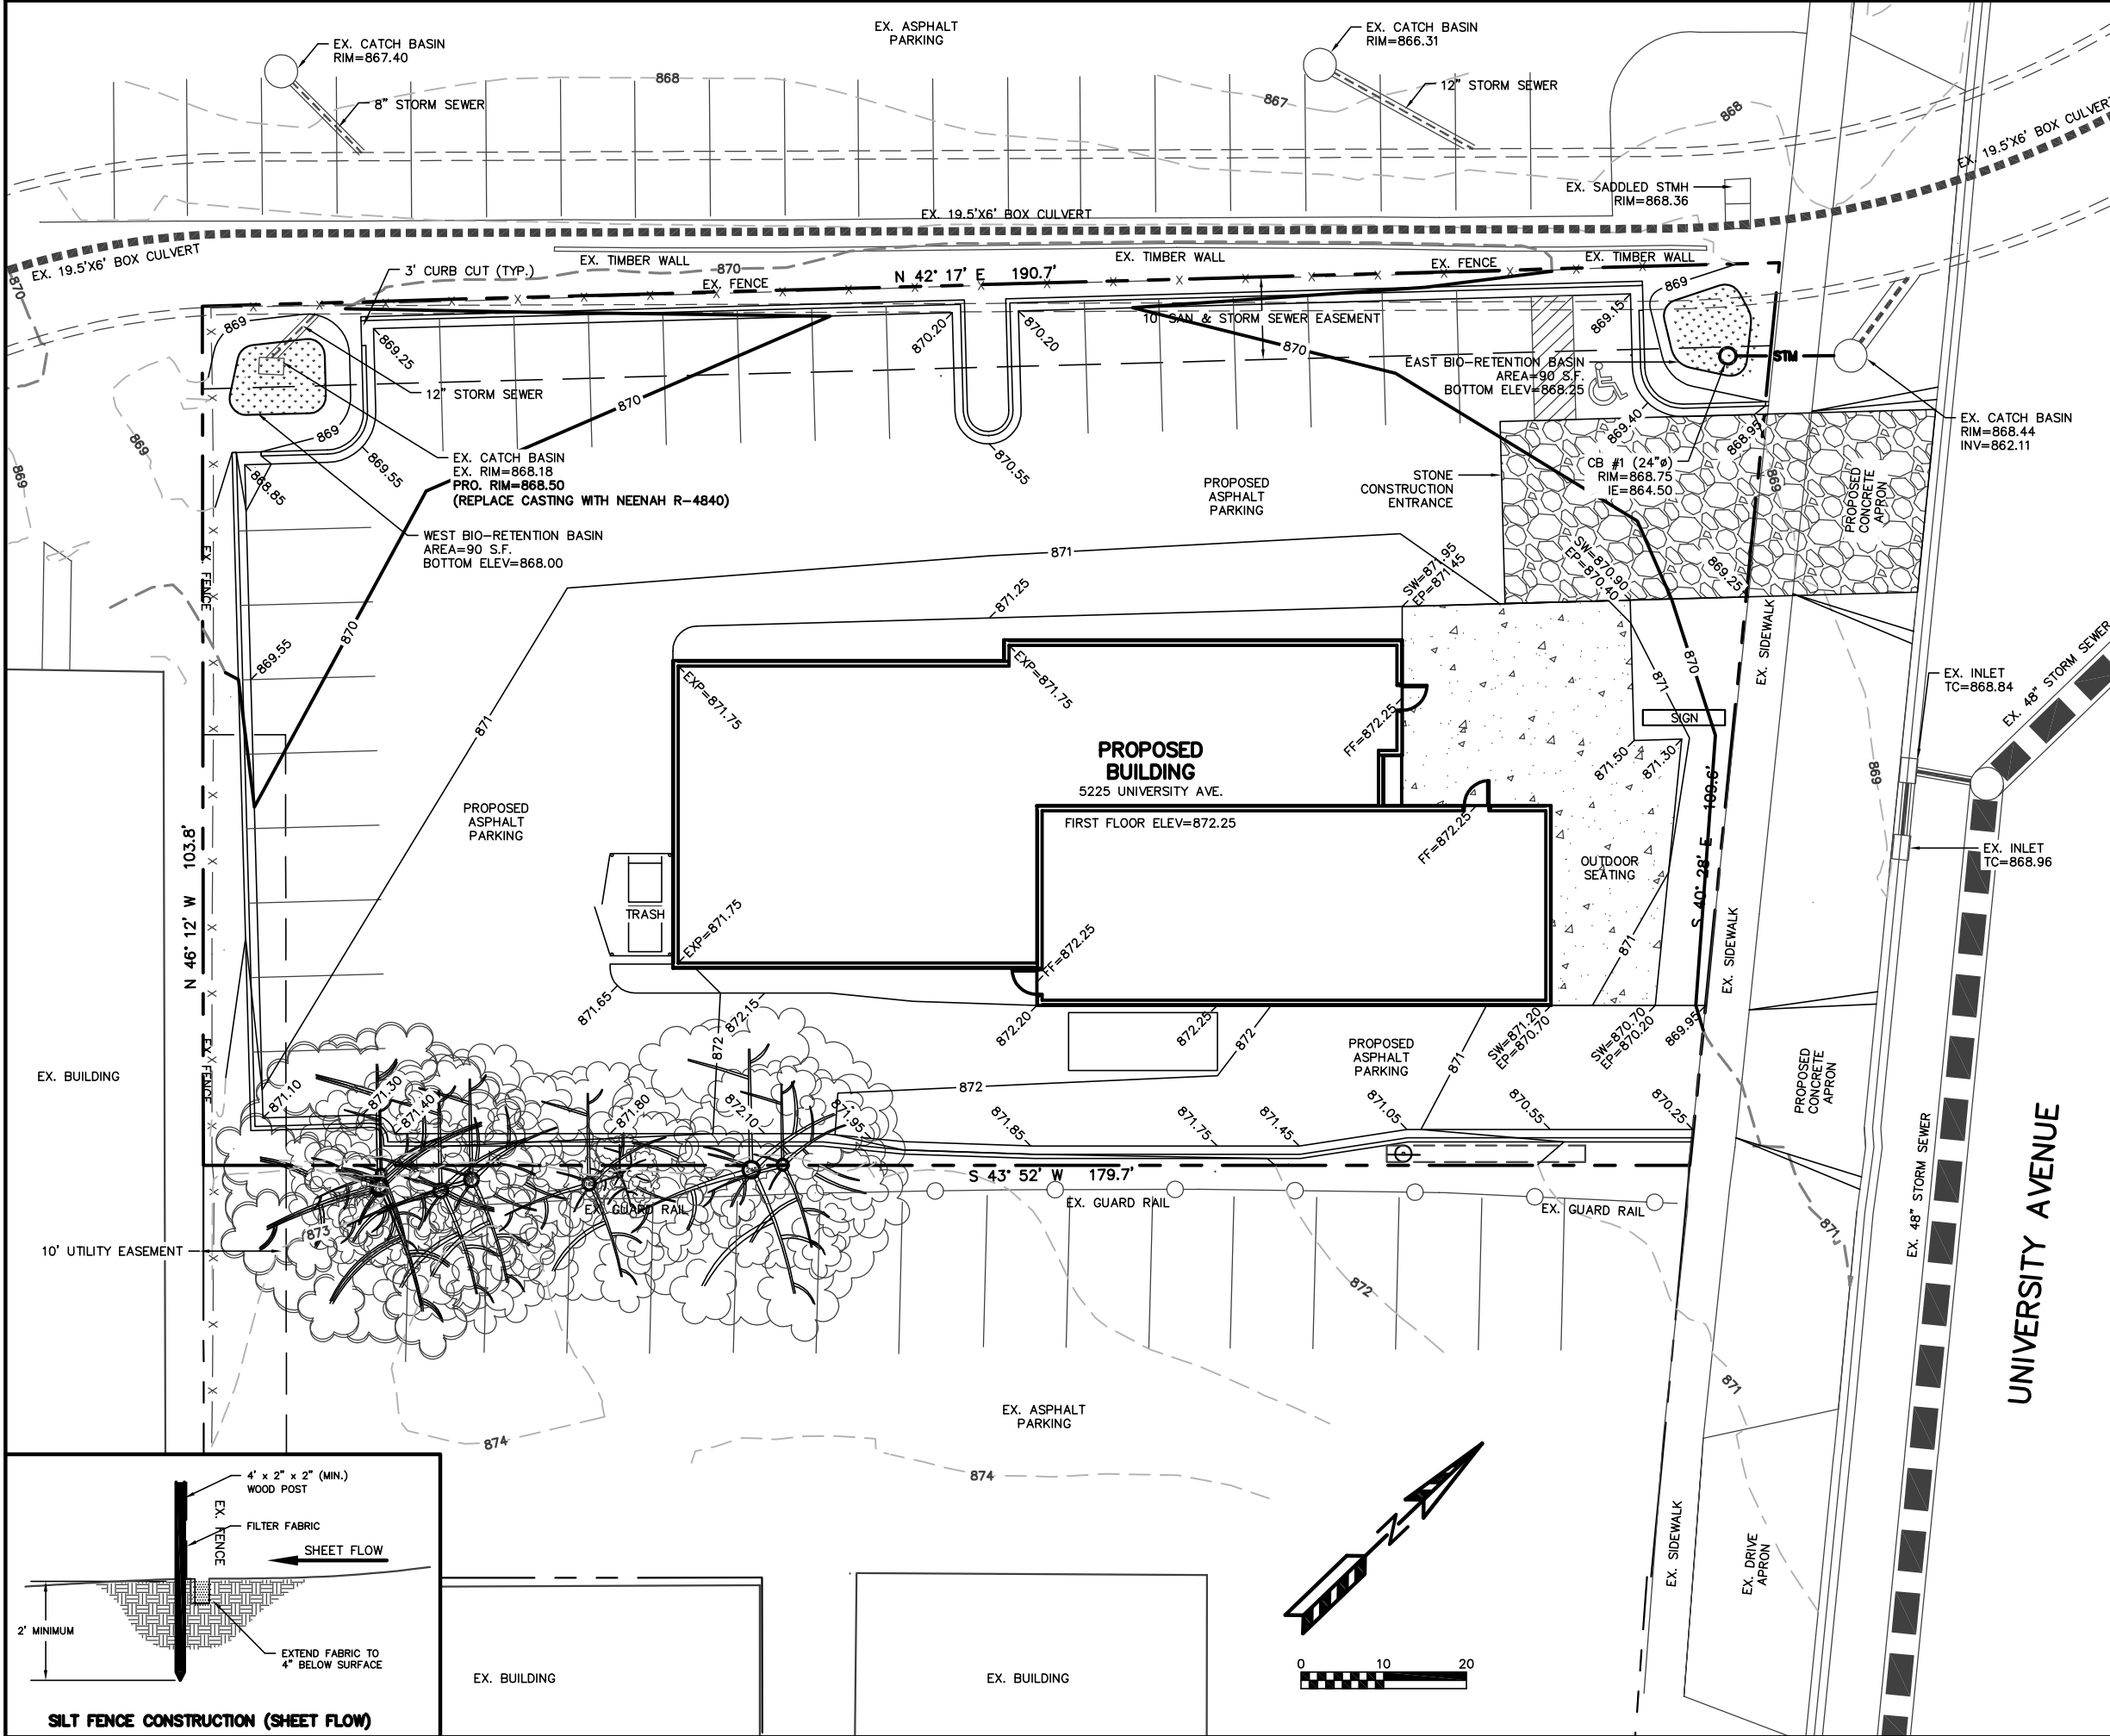 EX. ASPHALT
PARKING
EX. CATCH BASIN
RIM=867.40
8" STORM SEWER
868
EX. CATCH BASIN
RIM=866.31
12" STORM SEWER
867
868
EX. 19.5'X6' BOX CULVERT
EX. SADDLED STMH
RIM=868.36
EX. 19.5'X6' BOX CULVERT
EX. 19.5'X6' BOX CULVERT
870
3' CURB CUT (TYP.)
EX. TIMBER WALL
870
EX. FENCE
N 42° 17' E 190.7'
EX. TIMBER WALL
EX. FENCE
EX. TIMBER WALL
869
869
869.25
870.20
870.20
10' SAN. & STORM SEWER EASEMENT
869.15
870
EAST BIO-RETENTION BASIN
AREA=90 S.F.
BOTTOM ELEV=868.25
STM
12" STORM SEWER
870
869
869
869
869.55
868.85
EX. CATCH BASIN
EX. RIM=868.18
PRO. RIM=868.50
(REPLACE CASTING WITH NEENAH R-4840)
WEST BIO-RETENTION BASIN
AREA=90 S.F.
BOTTOM ELEV=868.00
870.55
PROPOSED
ASPHALT
PARKING
STONE
CONSTRUCTION
ENTRANCE
869.40
868.95
CB #1 (24"ø)
RIM=868.75
IE=864.50
869
PROPOSED
CONCRETE
APRON
EX. CATCH BASIN
RIM=868.44
INV=862.11
EX. FENCE
871
871.25
SW=871.95
EP=871.45
SW=870.90
EP=870.40
869.25
870
869.55
EXP=871.75
EXP=871.75
871
PROPOSED
BUILDING
5225 UNIVERSITY AVE.
FIRST FLOOR ELEV=872.25
FF=872.25
FF=872.25
871
870
SIGN
871.50
871.30
EX. SIDEWALK
EX. INLET
TC=868.84
EX. 48" STORM SEWER
869
EX. INLET
TC=868.96
PROPOSED
ASPHALT
PARKING
N 46° 12' W 103.8'
TRASH
EXP=871.75
FF=872.25
OUTDOOR
SEATING
S 40° 28' E 109.6'
871
EX. SIDEWALK
871.65
872.15
872
872.20
872.25
872
PROPOSED
ASPHALT
PARKING
871
SW=871.20
EP=870.70
SW=870.70
EP=870.20
869.95
PROPOSED
CONCRETE
APRON
EX. BUILDING
EX. FENCE
871.10
871.30
871.40
871.80
872.10
871.95
872
871.85
871.75
871.45
871.05
870.55
870.25
S 43° 52' W 179.7'
EX. GUARD RAIL
EX. GUARD RAIL
EX. GUARD RAIL
873
10' UTILITY EASEMENT
872
871
871
EX. 48" STORM SEWER
UNIVERSITY AVENUE
874
EX. ASPHALT
PARKING
874
4' x 2" x 2" (MIN.)
WOOD POST
EX. FENCE
FILTER FABRIC
SHEET FLOW
2' MINIMUM
EXTEND FABRIC TO
4" BELOW SURFACE
SILT FENCE CONSTRUCTION (SHEET FLOW)
EX. BUILDING
EX. BUILDING
N
0 10 20
EX. SIDEWALK
EX. DRIVE
APRON